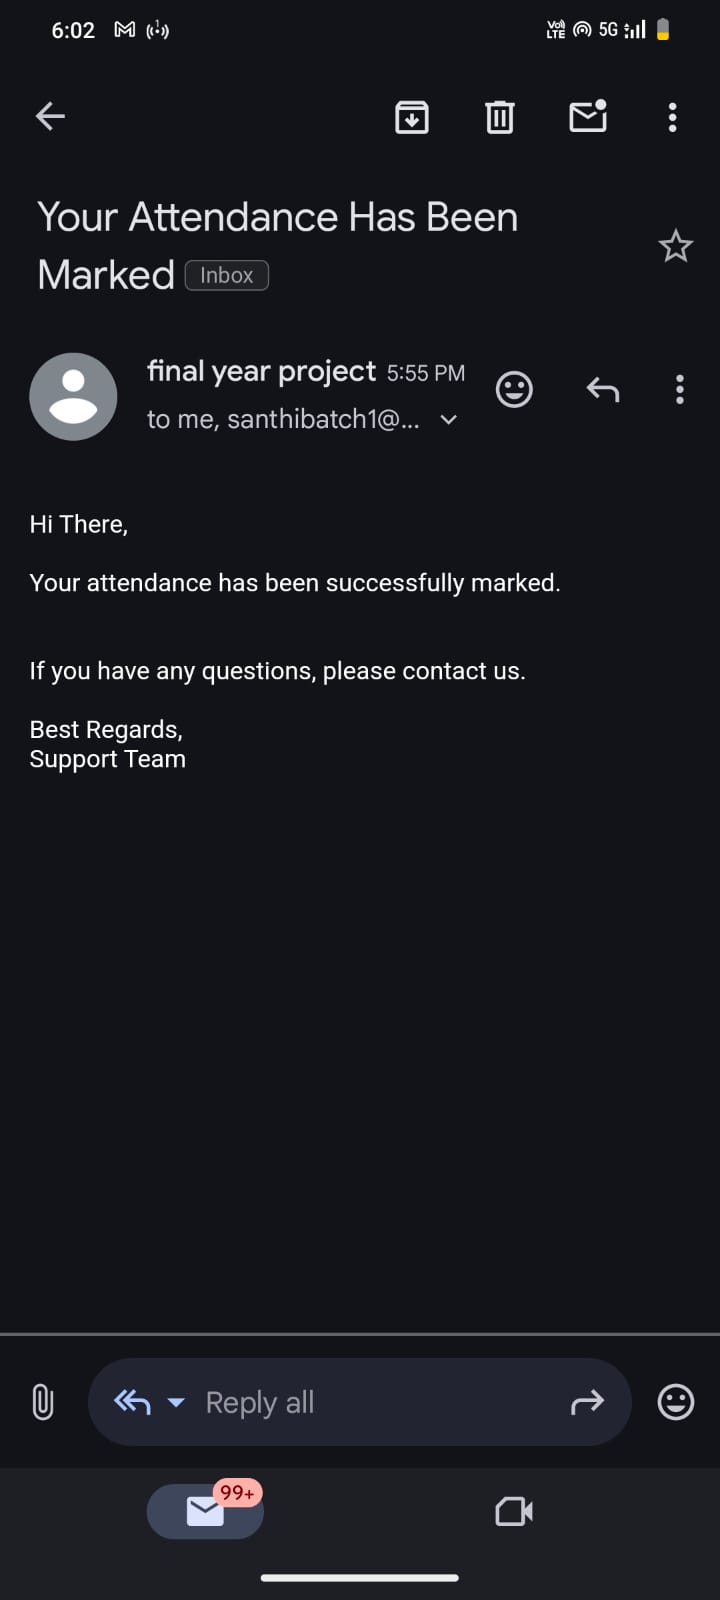 6:02
Vo) LTE 5G
Your Attendance Has Been
Marked Inbox
final year project 5:55 PM
to me, santhibatch1@...
Hi There,
Your attendance has been successfully marked.
If you have any questions, please contact us.
Best Regards,
Support Team
Reply all
99+